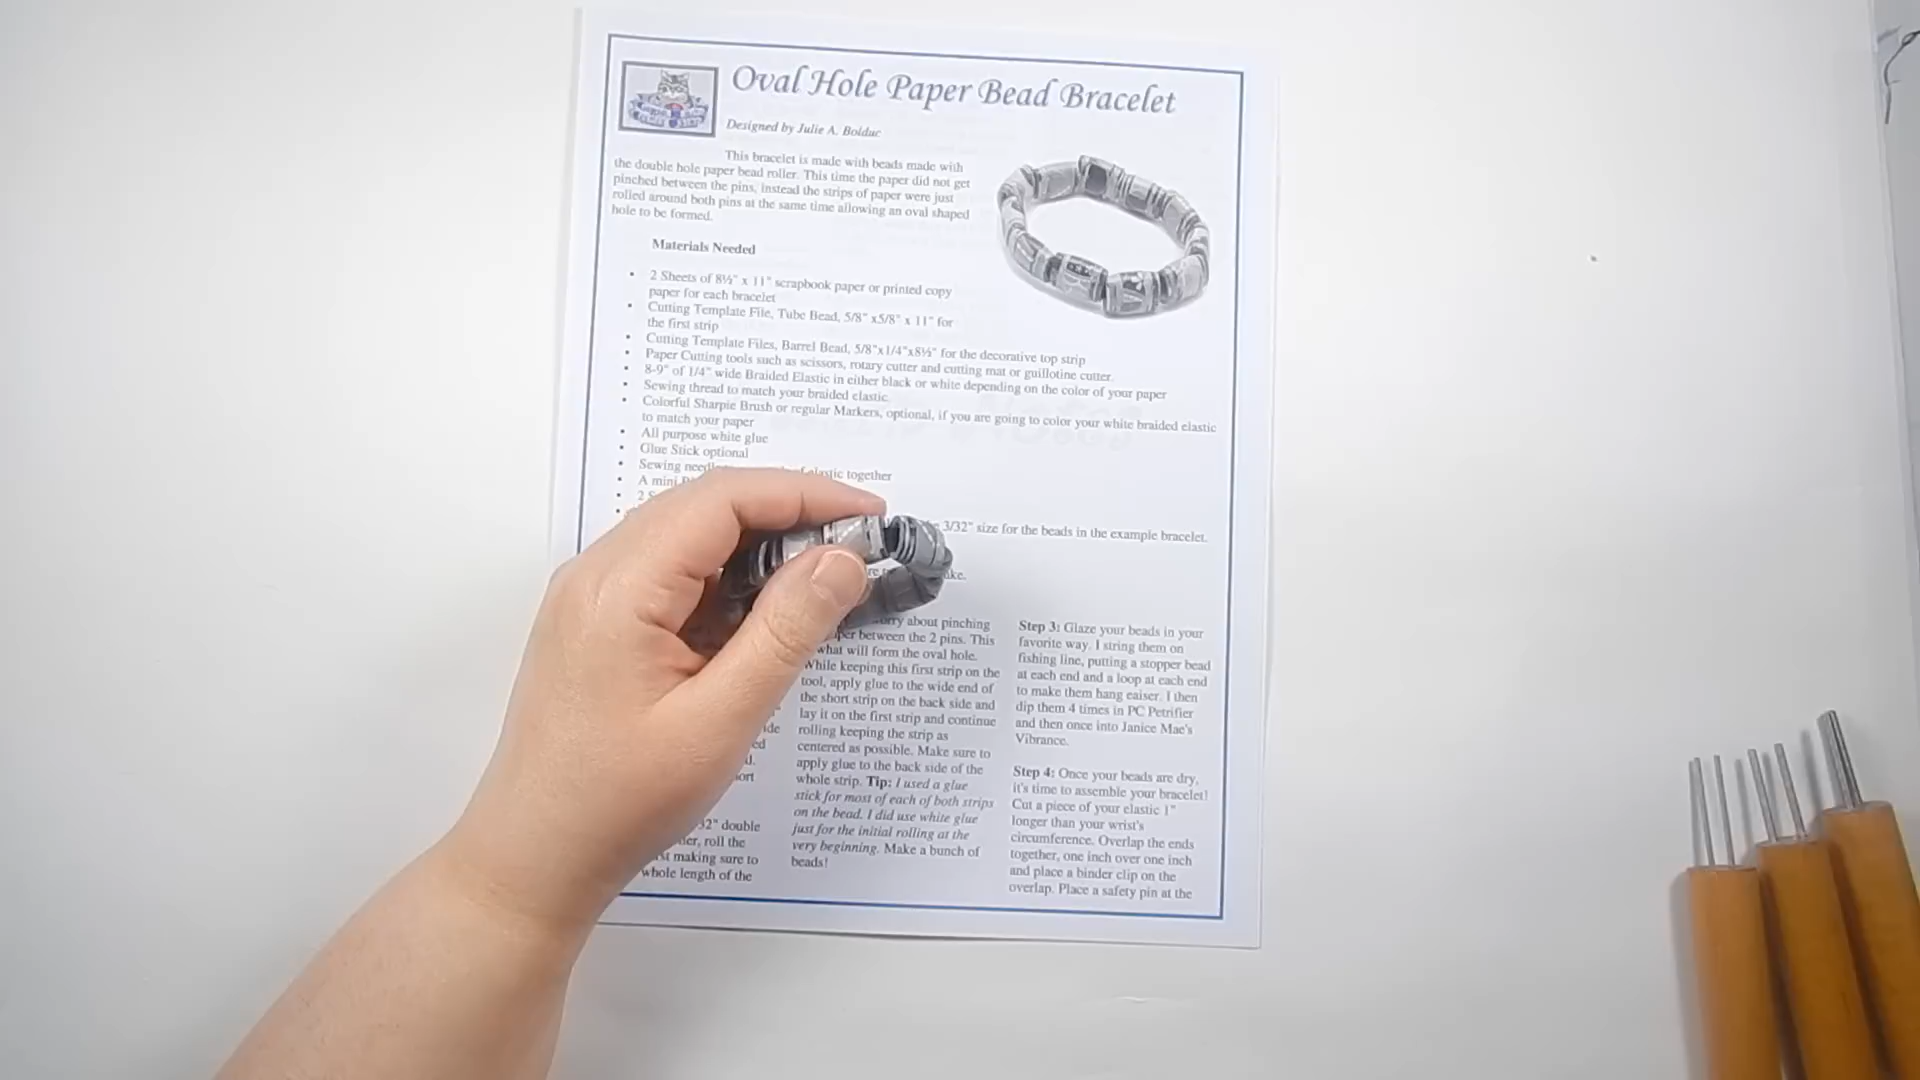 Oval Hole Paper Bead Bracelet
Designed by Julie A. Bolduc
This bracelet is made with beads made with
the double hole paper bead roller. This time the paper did not get
pinched between the pins, instead the strips of paper were just
rolled around both pins at the same time allowing an oval shaped
hole to be formed.
Materials Needed
• 2 Sheets of 8½" x 11" scrapbook paper or printed copy
paper for each bracelet
• Cutting Template File, Tube Bead, 5/8" x5/8" x 11" for
the first strip
• Cutting Template Files, Barrel Bead, 5/8"x1/4"x8½" for the decorative top strip
• Paper Cutting tools such as scissors, rotary cutter and cutting mat or guillotine cutter.
• 8-9" of 1/4" wide Braided Elastic in either black or white depending on the color of your paper
• Sewing thread to match your braided elastic.
• Colorful Sharpie Brush or regular Markers, optional, if you are going to color your white braided elastic
to match your paper
• All purpose white glue
• Glue Stick optional
• Sewing elastic together
• A mini
• 2
• 3/32" size for the beads in the example bracelet.
32" double
roll the
making sure to
whole length of the
about pinching
between the 2 pins. This
what will form the oval hole.
While keeping this first strip on the
tool, apply glue to the wide end of
the short strip on the back side and
lay it on the first strip and continue
rolling keeping the strip as
centered as possible. Make sure to
apply glue to the back side of the
whole strip. Tip: I used a glue
stick for most of each of both strips
on the bead. I did use white glue
just for the initial rolling at the
very beginning. Make a bunch of
beads!
Step 3: Glaze your beads in your
favorite way. I string them on
fishing line, putting a stopper bead
at each end and a loop at each end
to make them hang eaiser. I then
dip them 4 times in PC Petrifier
and then once into Janice Mae's
Vibrance.
Step 4: Once your beads are dry,
it's time to assemble your bracelet!
Cut a piece of your elastic 1"
longer than your wrist's
circumference. Overlap the ends
together, one inch over one inch
and place a binder clip on the
overlap. Place a safety pin at the